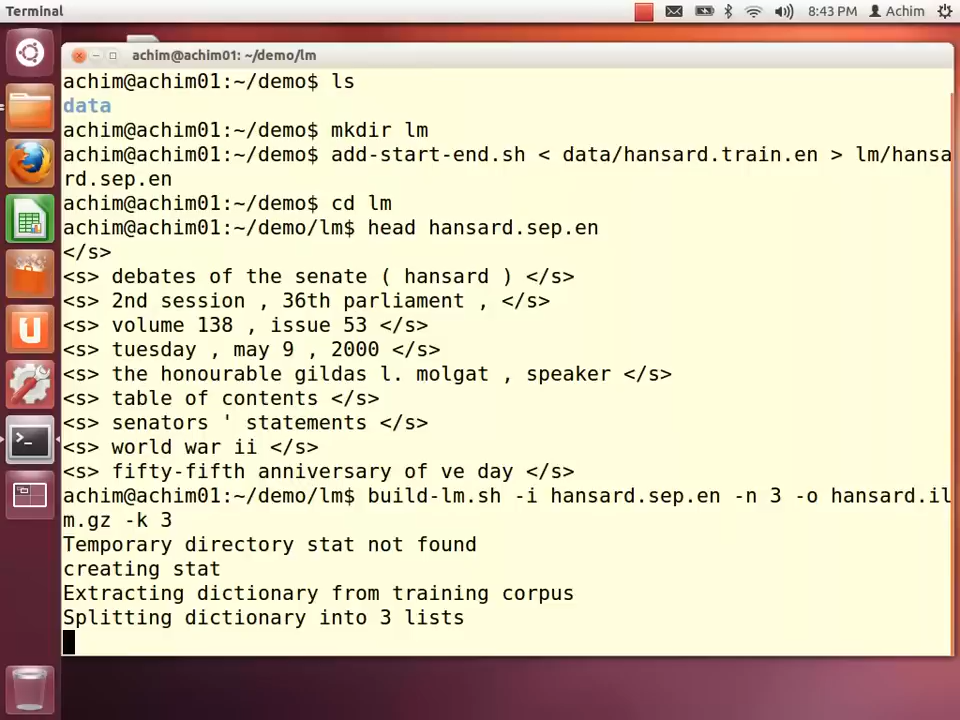 Terminal
8:43 PM
Achim
achim@achim01: ~/demo/lm
achim@achim01:~/demo$ ls
data
achim@achim01:~/demo$ mkdir lm
achim@achim01:~/demo$ add-start-end.sh < data/hansard.train.en > lm/hansa
rd.sep.en
achim@achim01:~/demo$ cd lm
achim@achim01:~/demo/lm$ head hansard.sep.en
</s>
<s> debates of the senate ( hansard ) </s>
<s> 2nd session , 36th parliament , </s>
<s> volume 138 , issue 53 </s>
<s> tuesday , may 9 , 2000 </s>
<s> the honourable gildas l. molgat , speaker </s>
<s> table of contents </s>
<s> senators ' statements </s>
<s> world war ii </s>
<s> fifty-fifth anniversary of ve day </s>
achim@achim01:~/demo/lm$ build-lm.sh -i hansard.sep.en -n 3 -o hansard.il
m.gz -k 3
Temporary directory stat not found
creating stat
Extracting dictionary from training corpus
Splitting dictionary into 3 lists